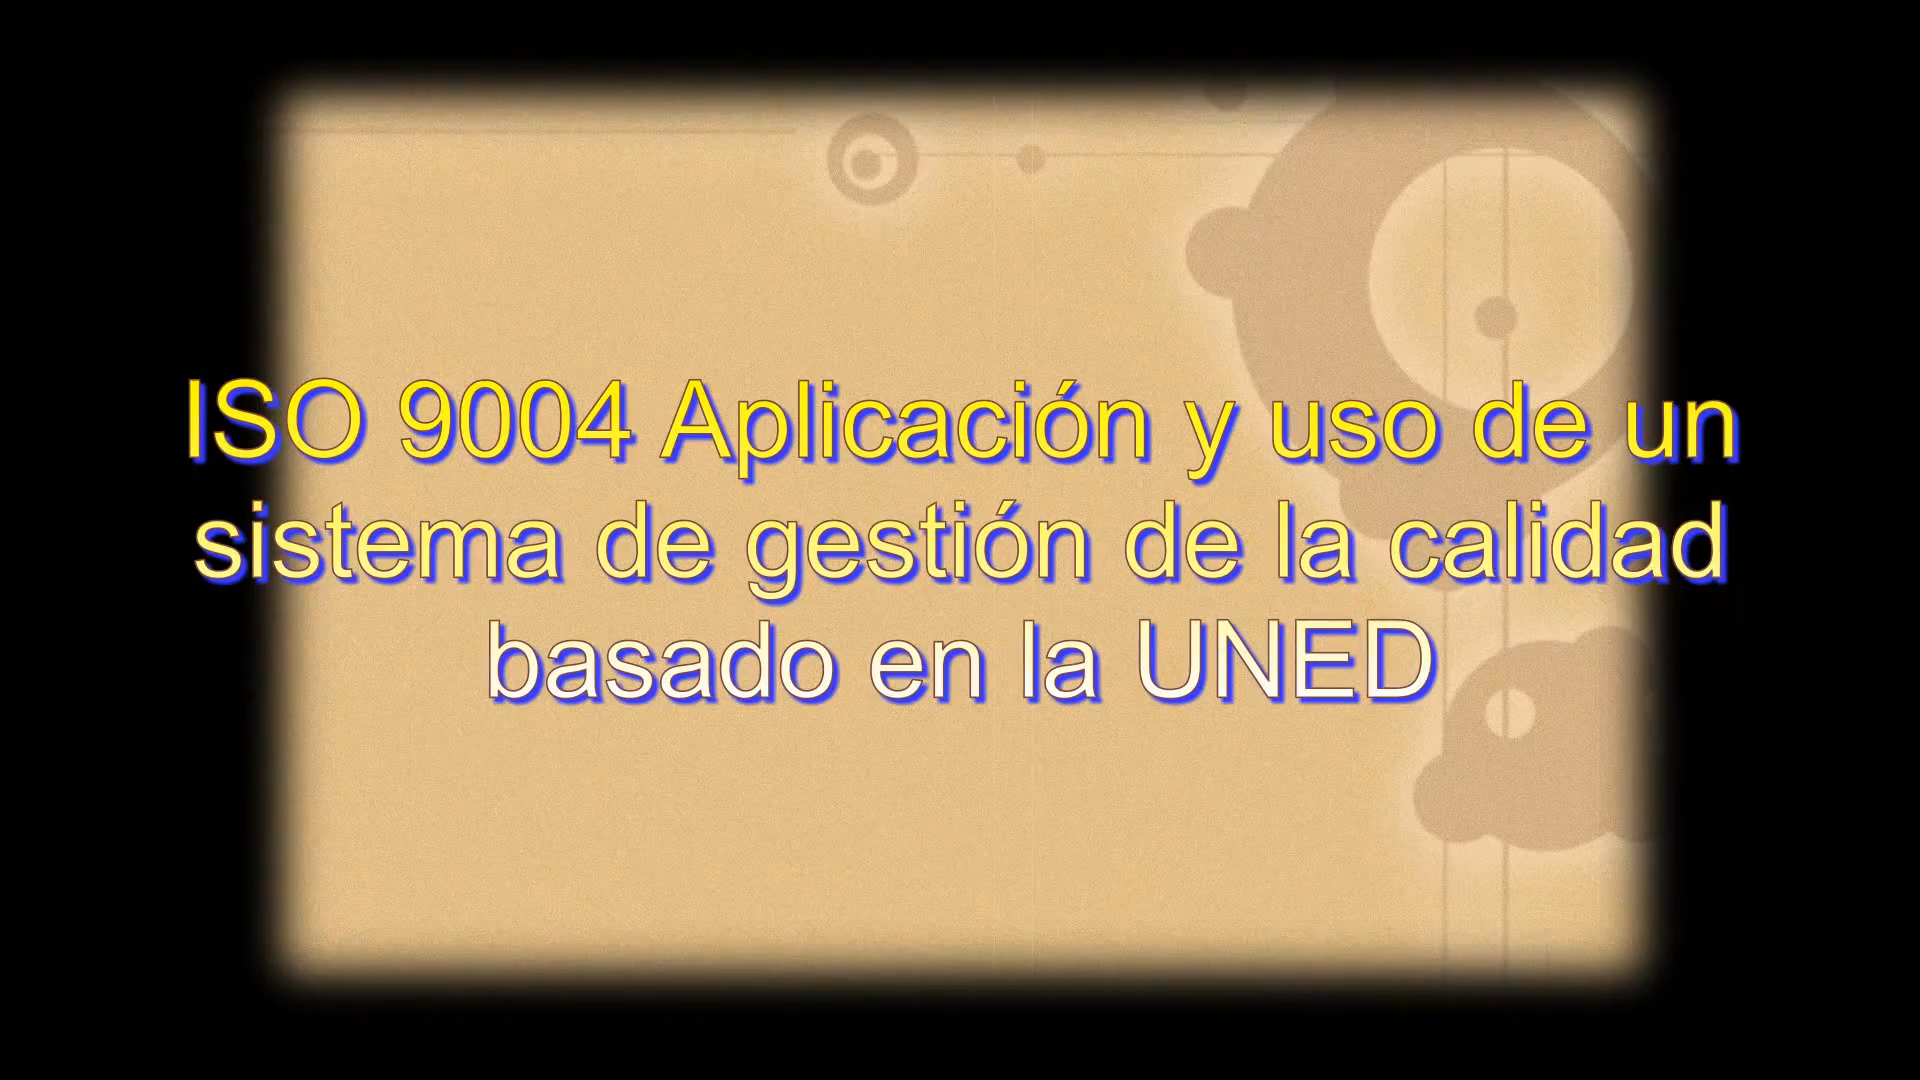 ISO 9004 Aplicación y uso de un
sistema de gestión de la calidad
basado en la UNED